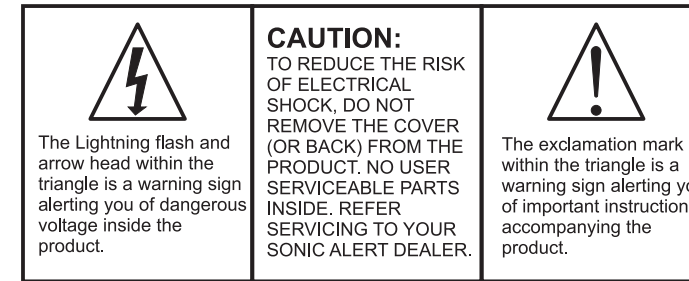 The Lightning flash and
arrow head within the
triangle is a warning sign
alerting you of dangerous
voltage inside the
product.
CAUTION:
TO REDUCE THE RISK
OF ELECTRICAL
SHOCK, DO NOT
REMOVE THE COVER
(OR BACK) FROM THE
PRODUCT. NO USER
SERVICEABLE PARTS
INSIDE. REFER
SERVICING TO YOUR
SONIC ALERT DEALER.
The exclamation mark
within the triangle is a
warning sign alerting
of important instruction
accompanying the
product.